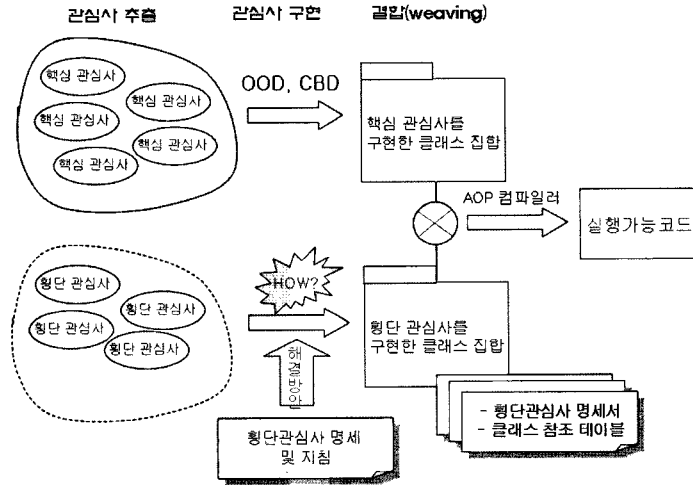 관심사 추출
관심사 구현
결합(weaving)
핵심 관심사
핵심 관심사
핵심 관심사
핵심 관심사
핵심 관심사
OOD, CBD
핵심 관심사를
구현한 클래스 집합
AOP 컴파일러
실행가능코드
횡단 관심사
횡단 관심사
횡단 관심사
횡단 관심사
HOW?
해결방안
횡단 관심사를
구현한 클래스 집합
횡단관심사 명세
및 지침
- 횡단관심사 명세서
- 클래스 참조 테이블